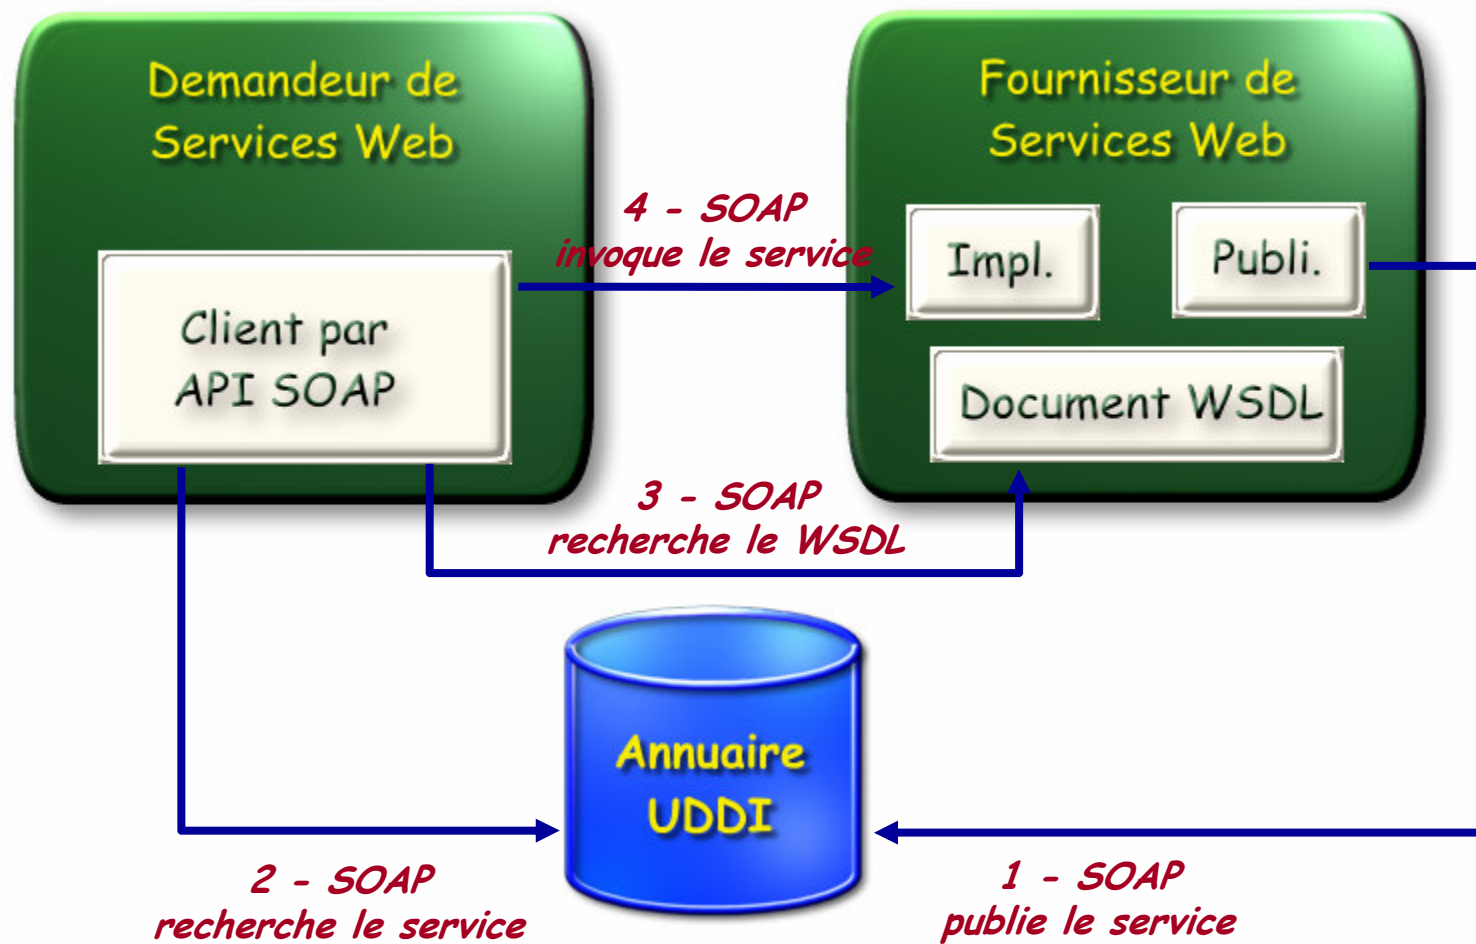 Demandeur de
Services Web
Fournisseur de
Services Web
4 - SOAP
invoque le service
Impl.
Publi.
Client par
API SOAP
Document WSDL
3 - SOAP
recherche le WSDL
Annuaire
UDDI
2 - SOAP
recherche le service
1 - SOAP
publie le service